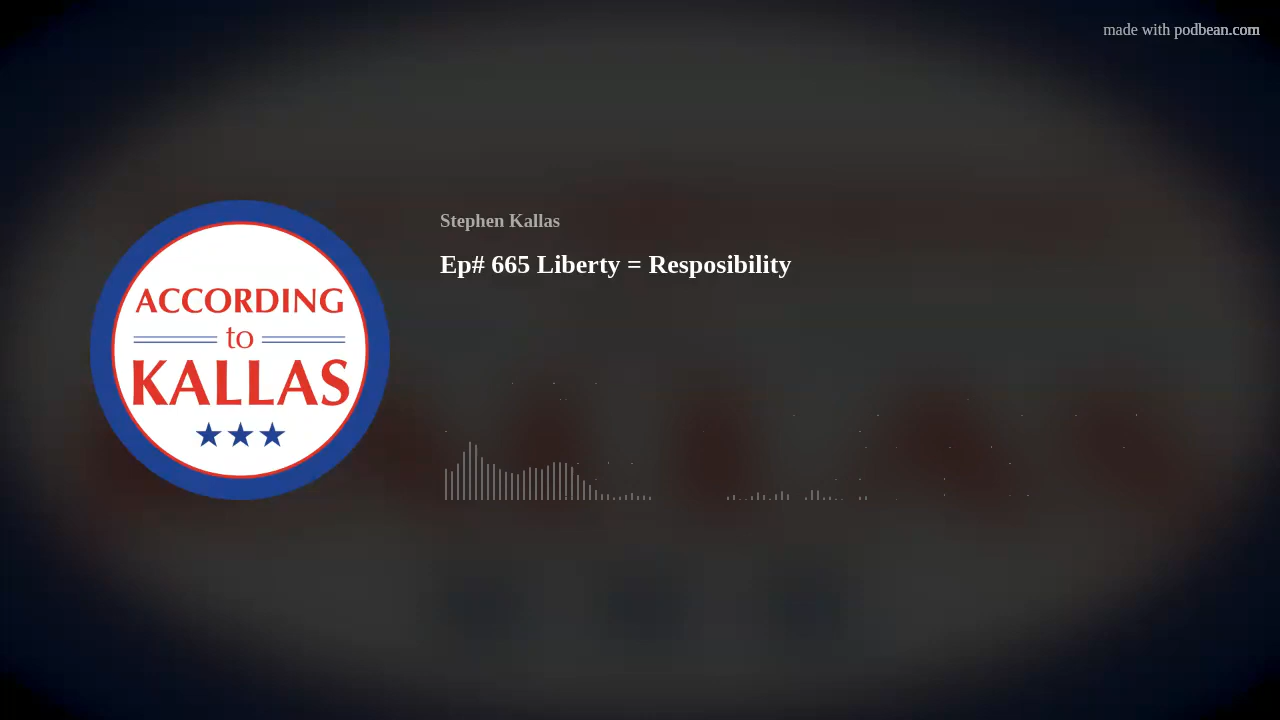 made with podbean.com
Stephen Kallas
Ep# 665 Liberty = Resposibility
ACCORDING
to
KALLAS